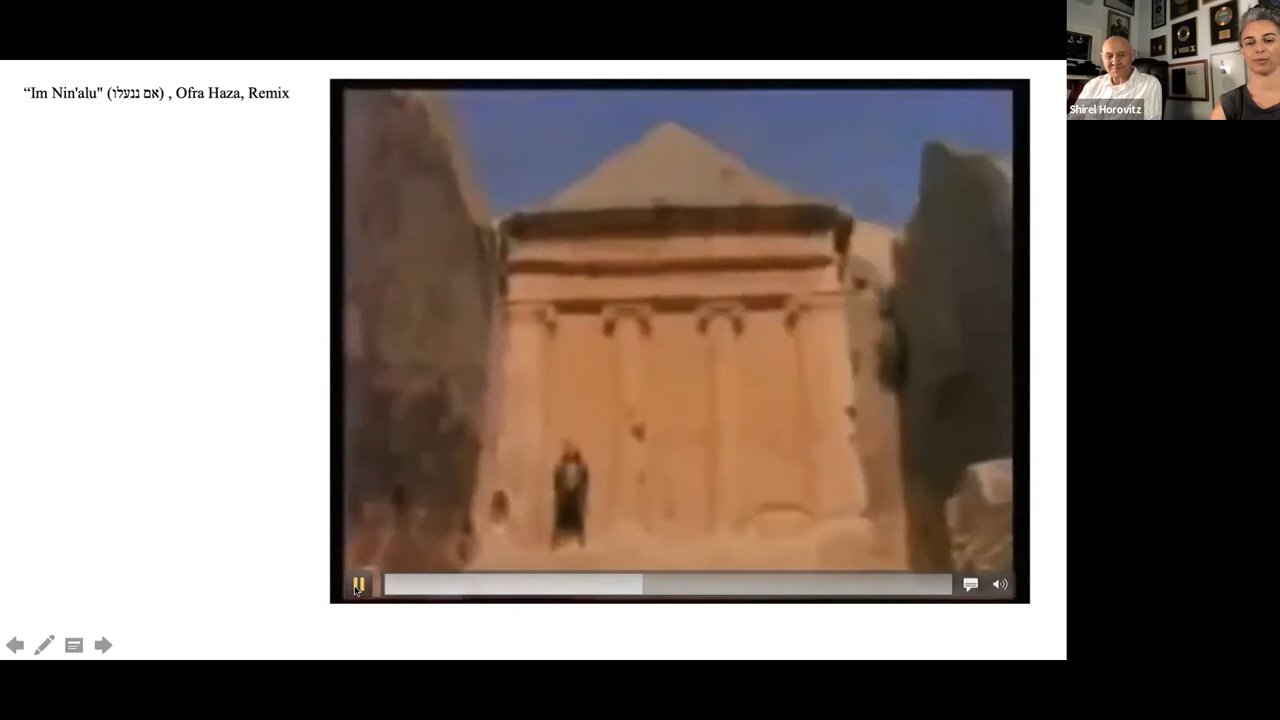 “Im Nin'alu" (אם ננעלו) , Ofra Haza, Remix
Shirel Horovitz